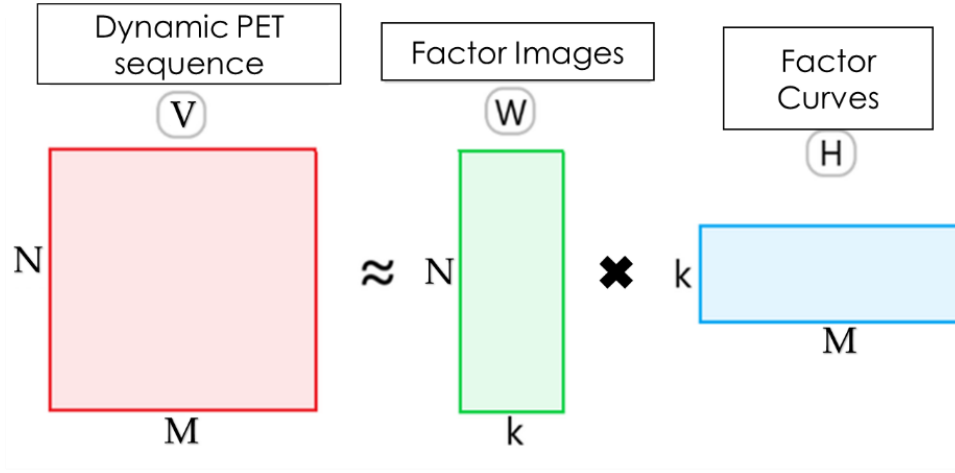 Dynamic PET
sequence
Factor Images
Factor
Curves
V
W
H
N
≈
N
✖
k
M
k
M